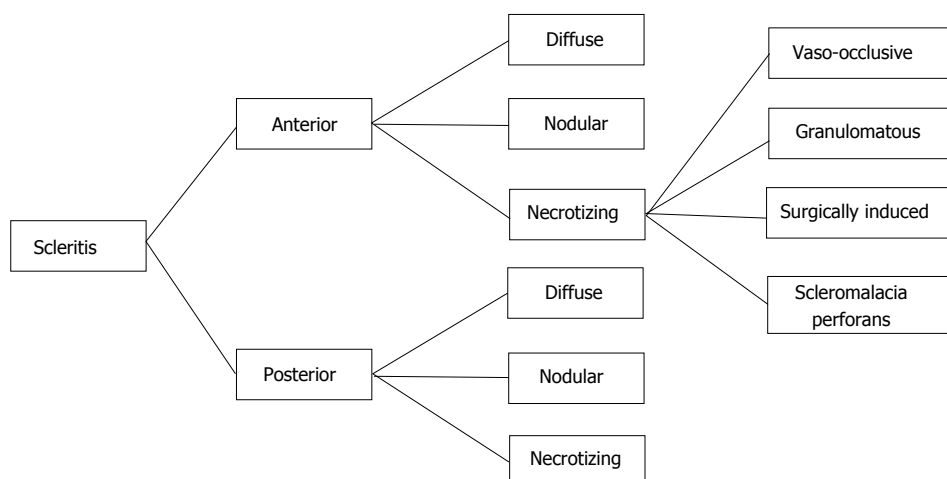 Scleritis
Anterior
Diffuse
Nodular
Necrotizing
Vaso-occlusive
Granulomatous
Surgically induced
Scleromalacia
perforans
Posterior
Diffuse
Nodular
Necrotizing